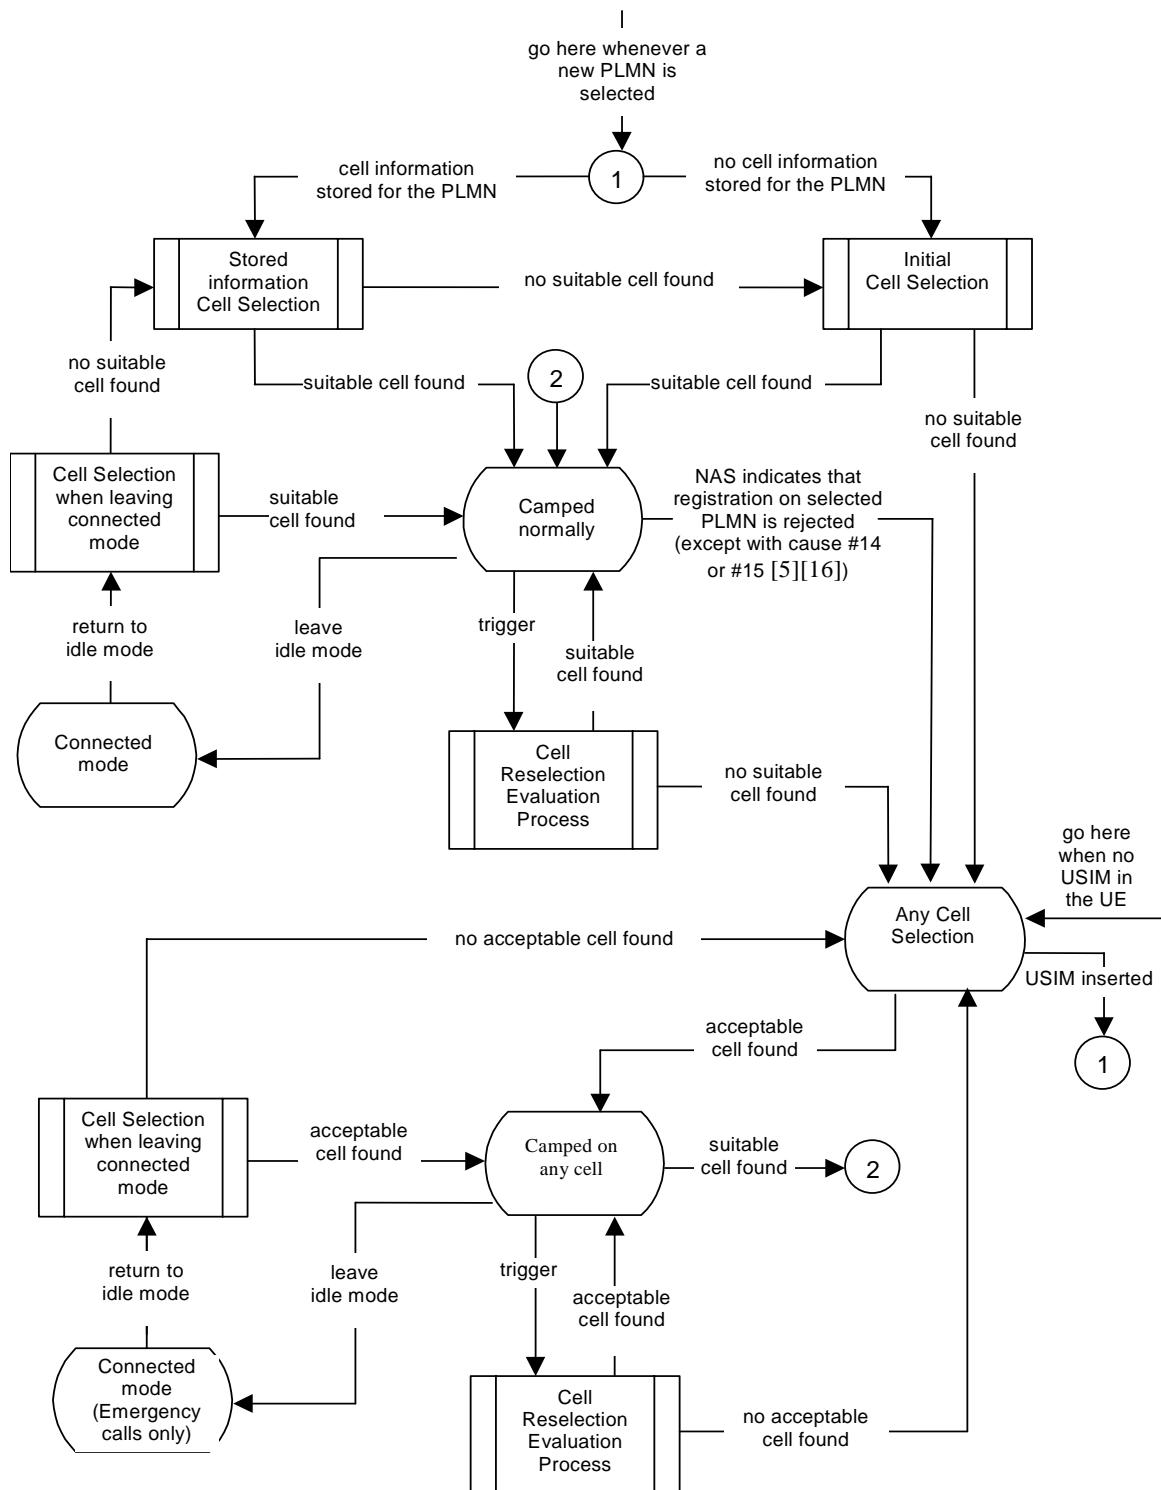 go here whenever a
new PLMN is
selected
1
cell information
stored for the PLMN
no cell information
stored for the PLMN
Stored
information
Cell Selection
no suitable cell found
Initial
Cell Selection
no suitable
cell found
suitable cell found
2
suitable cell found
no suitable
cell found
Cell Selection
when leaving
connected
mode
suitable
cell found
Camped
normally
NAS indicates that
registration on selected
PLMN is rejected
(except with cause #14
or #15 [5][16])
return to
idle mode
leave
idle mode
trigger
suitable
cell found
Connected
mode
Cell
Reselection
Evaluation
Process
no suitable
cell found
go here
when no
USIM in
the UE
Any Cell
Selection
no acceptable cell found
USIM inserted
1
acceptable
cell found
Cell Selection
when leaving
connected
mode
acceptable
cell found
Camped on
any cell
suitable
cell found
2
return to
idle mode
leave
idle mode
trigger
acceptable
cell found
Connected
mode
(Emergency
calls only)
Cell
Reselection
Evaluation
Process
no acceptable
cell found